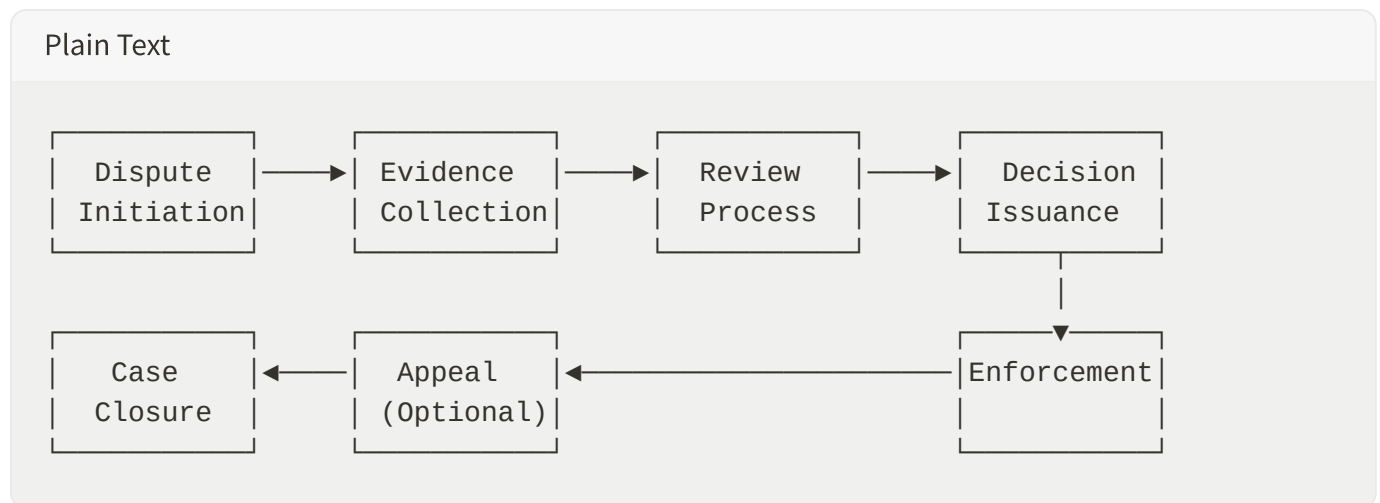 Plain Text
Dispute Evidence Review Decision
Initiation Collection Process Issuance
Case Appeal Enforcement
Closure (Optional)